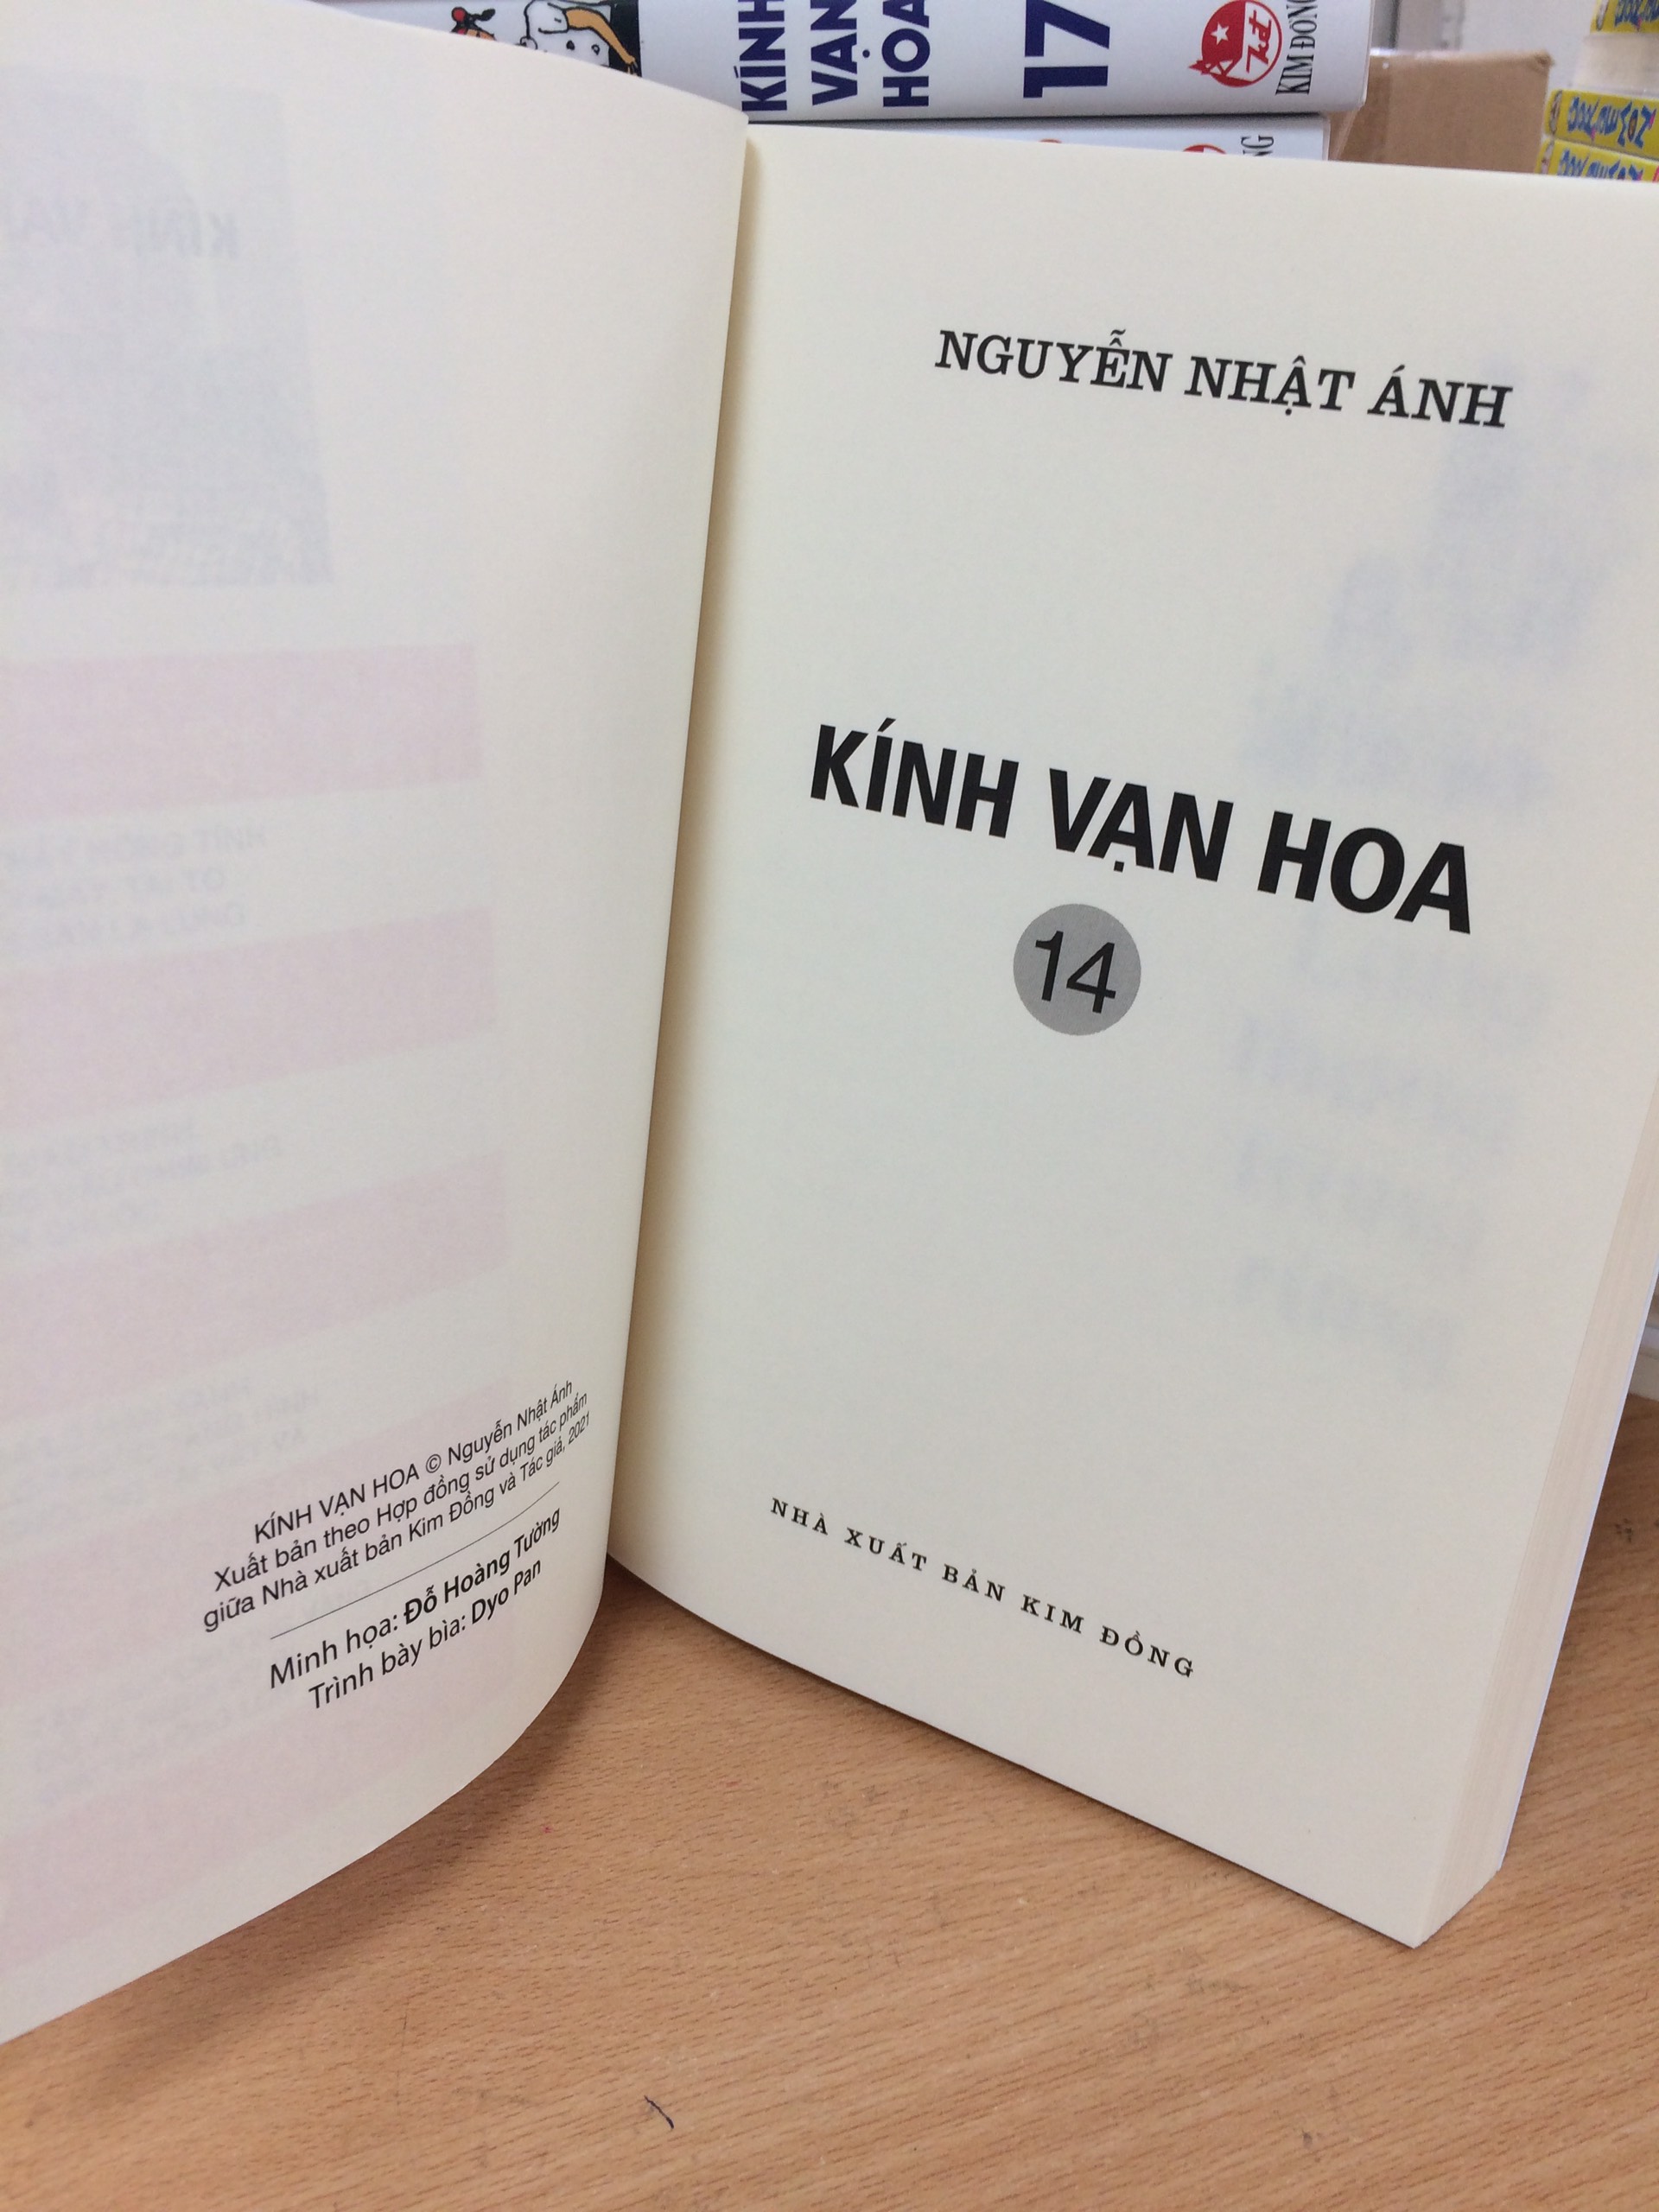 KÍNH
VẠN
HOA
17
KIM ĐỒNG
NGUYỄN NHẬT ÁNH
KÍNH VẠN HOA
14
NHÀ XUẤT BẢN KIM ĐỒNG
KÍNH VẠN HOA © Nguyễn Nhật Ánh
Xuất bản theo Hợp đồng sử dụng tác phẩm
giữa Nhà xuất bản Kim Đồng và Tác giả, 2021
Minh họa: Đỗ Hoàng Tường
Trình bày bìa: Dyo Pan